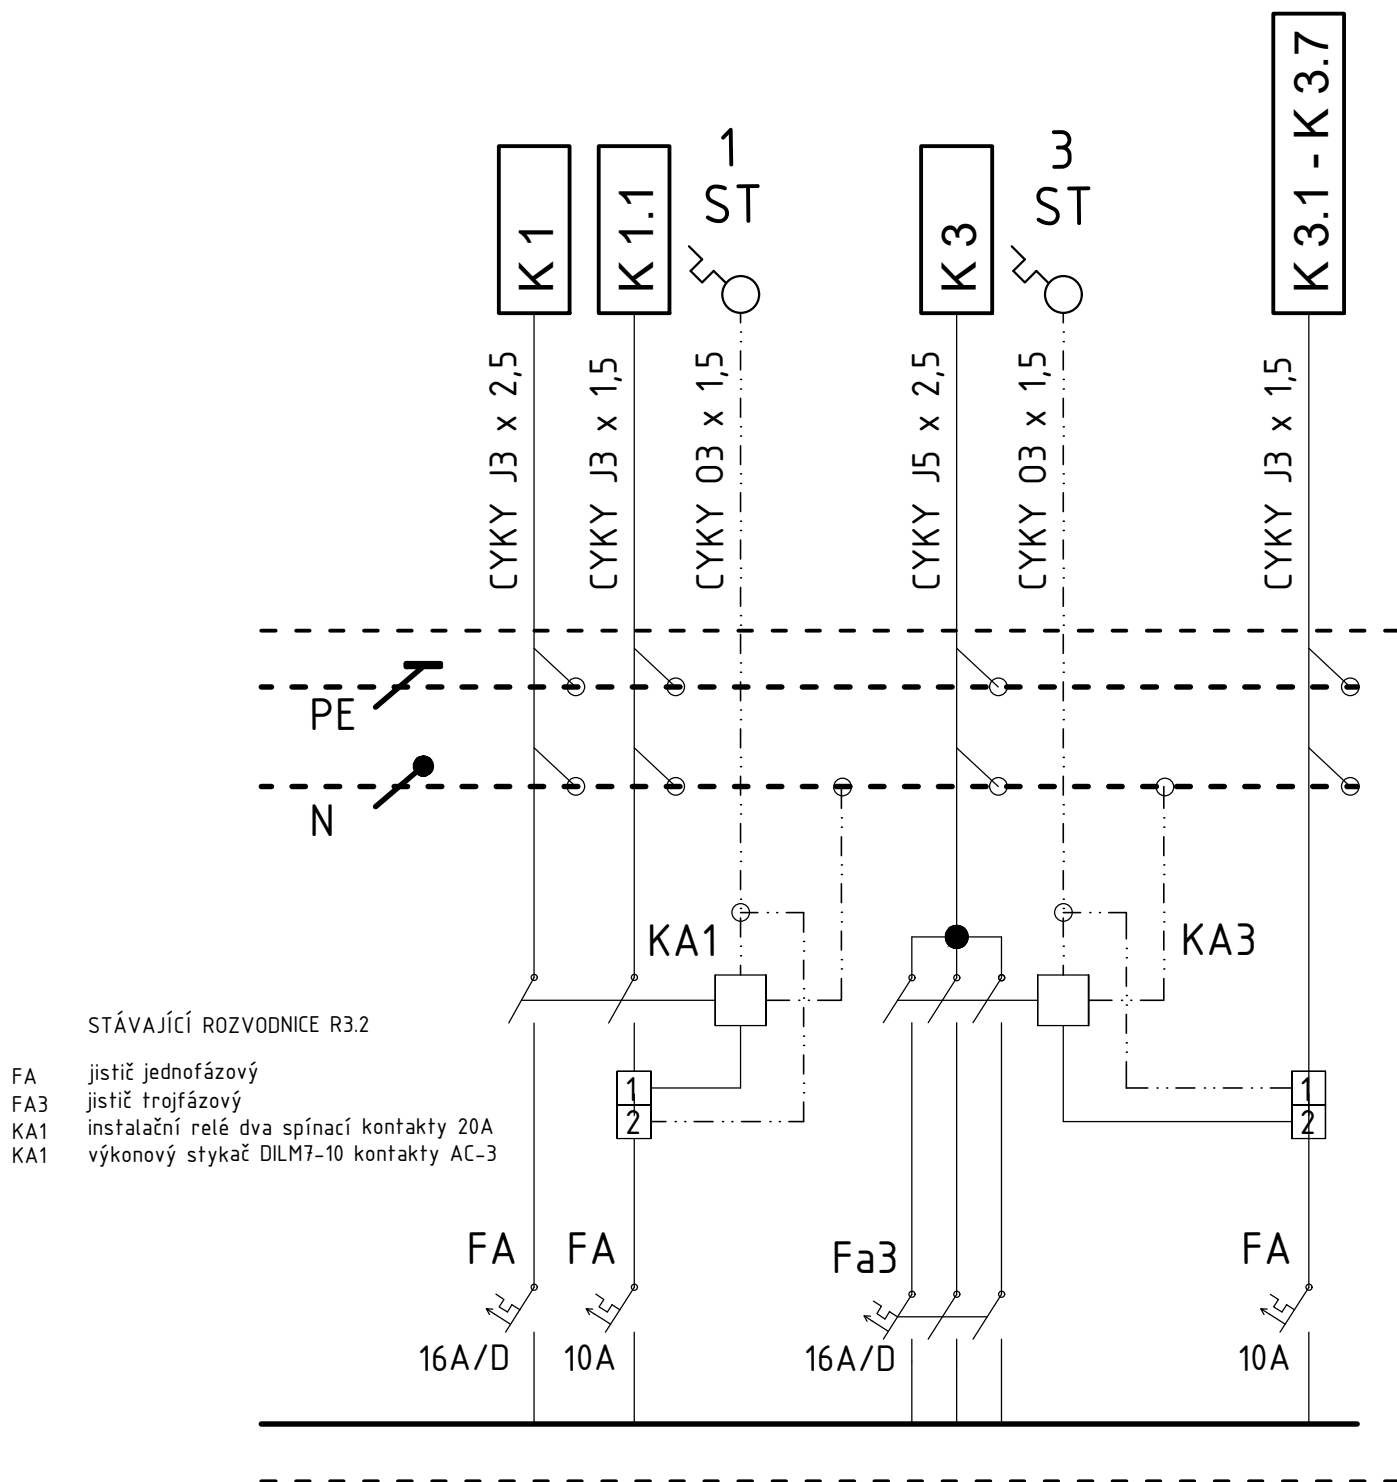 K 1
K 1.1
1
ST
K 3
3
ST
K 3.1 - K 3.7
CYKY J3 x 2,5
CYKY J3 x 1,5
CYKY O3 x 1,5
CYKY J5 x 2,5
CYKY O3 x 1,5
CYKY J3 x 1,5
PE
N
KA1
KA3
STÁVAJÍCÍ ROZVODNICE R3.2
FA jistič jednofázový
FA3 jistič trojfázový
KA1 instalační relé dva spínací kontakty 20A
KA1 výkonový stykač DILM7-10 kontakty AC-3
1
2
1
2
FA
FA
Fa3
FA
16A/D
10A
16A/D
10A